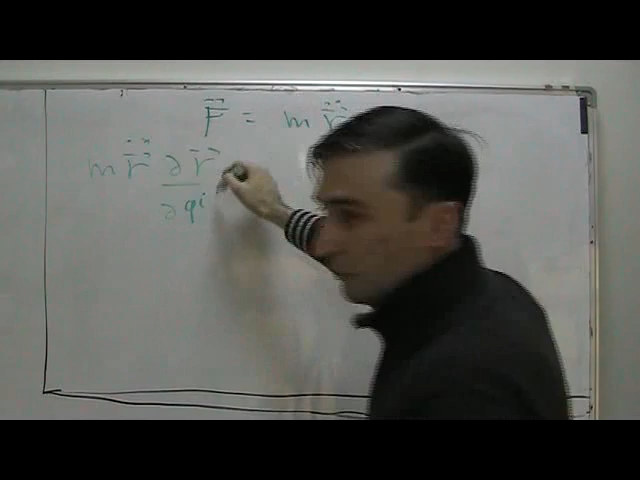 F⃗ = m r⃗̈
m r⃗̈ ∂r⃗/∂qⁱ